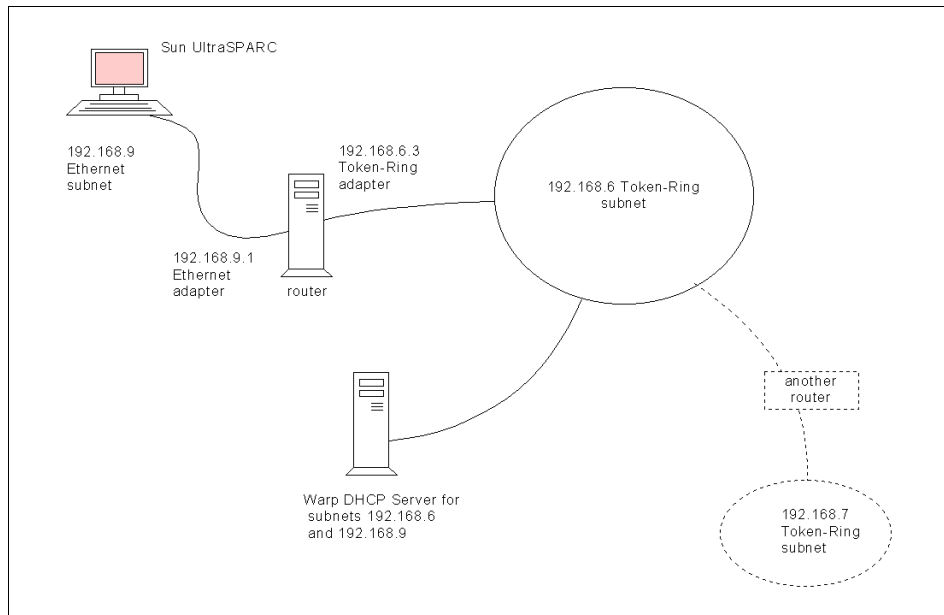 Sun UltraSPARC
192.168.9
Ethernet
subnet
192.168.6.3
Token-Ring
adapter
192.168.6 Token-Ring
subnet
192.168.9.1
Ethernet
adapter
router
another
router
Warp DHCP Server for
subnets 192.168.6
and 192.168.9
192.168.7
Token-Ring
subnet